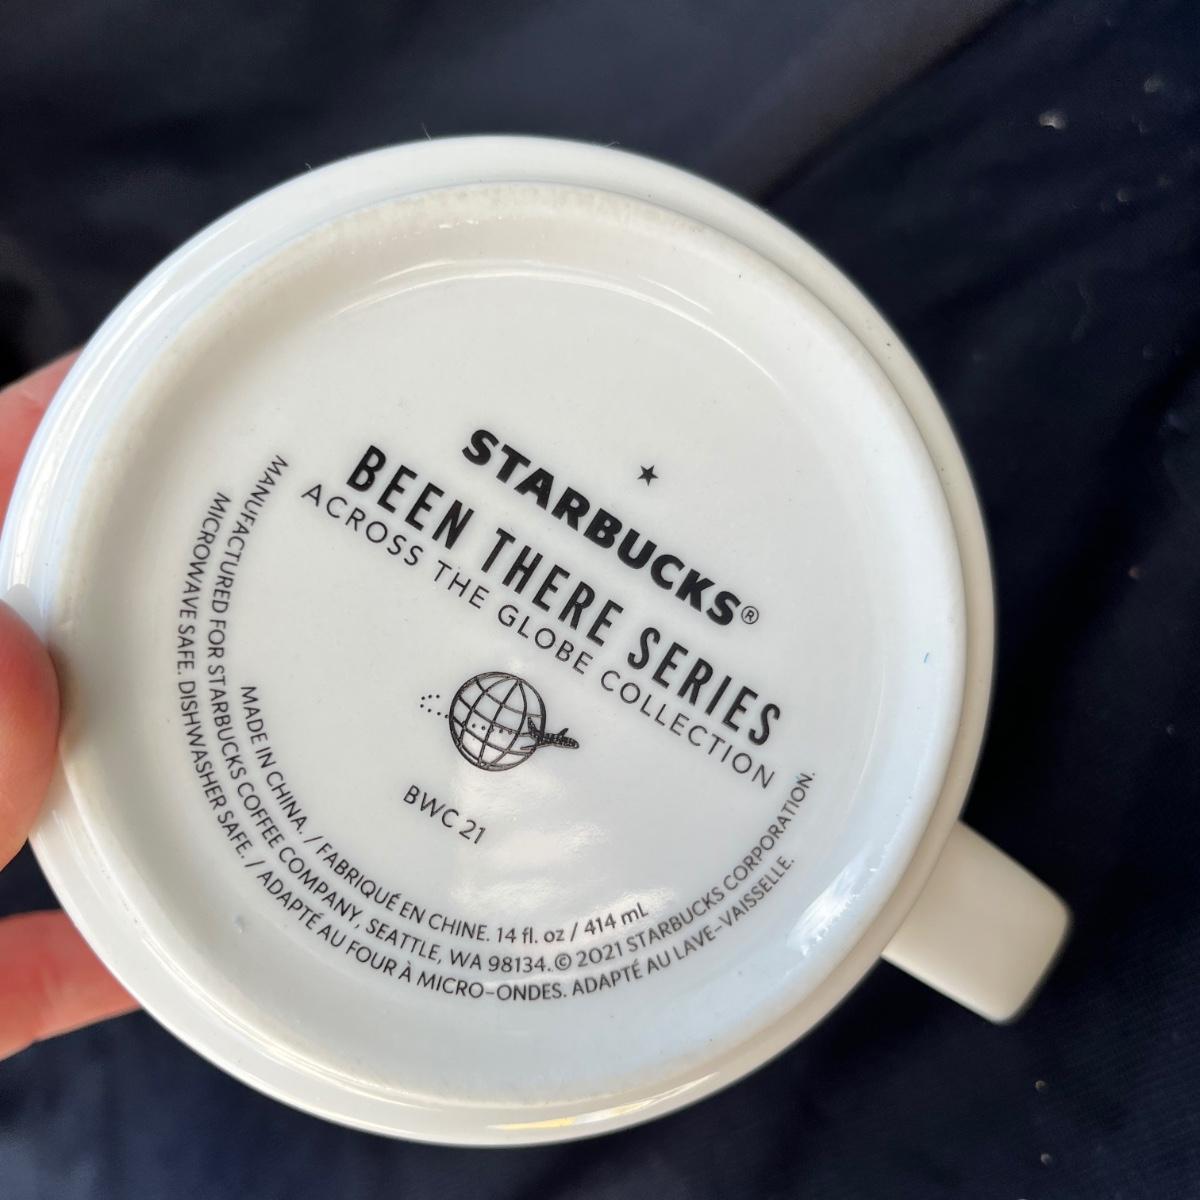 STARBUCKS®
BEEN THERE SERIES
ACROSS THE GLOBE COLLECTION
BWC 21
MADE IN CHINA. / FABRIQUÉ EN CHINE. 14 fl. oz / 414 mL
MANUFACTURED FOR STARBUCKS COFFEE COMPANY, SEATTLE, WA 98134. © 2021 STARBUCKS CORPORATION.
MICROWAVE SAFE. DISHWASHER SAFE. / ADAPTÉ AU FOUR À MICRO-ONDES. ADAPTÉ AU LAVE-VAISSELLE.